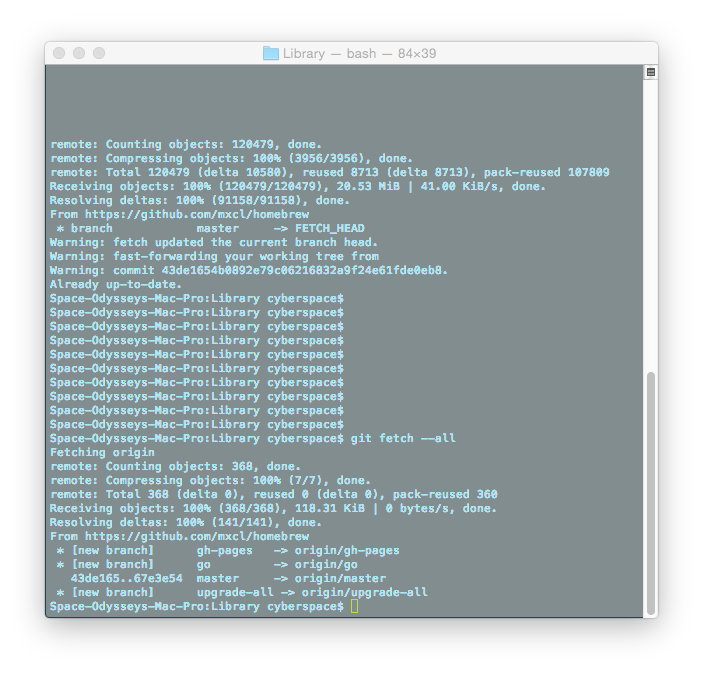 Library — bash — 84×39
remote: Counting objects: 120479, done.
remote: Compressing objects: 100% (3956/3956), done.
remote: Total 120479 (delta 10580), reused 8713 (delta 8713), pack-reused 107809
Receiving objects: 100% (120479/120479), 20.53 MiB | 41.00 KiB/s, done.
Resolving deltas: 100% (91158/91158), done.
From https://github.com/mxcl/homebrew
 * branch            master     -> FETCH_HEAD
Warning: fetch updated the current branch head.
Warning: fast-forwarding your working tree from
Warning: commit 43de1654b0892e79c06216832a9f24e61fde0eb8.
Already up-to-date.
Space-Odysseys-Mac-Pro:Library cyberspace$
Space-Odysseys-Mac-Pro:Library cyberspace$
Space-Odysseys-Mac-Pro:Library cyberspace$
Space-Odysseys-Mac-Pro:Library cyberspace$
Space-Odysseys-Mac-Pro:Library cyberspace$
Space-Odysseys-Mac-Pro:Library cyberspace$
Space-Odysseys-Mac-Pro:Library cyberspace$
Space-Odysseys-Mac-Pro:Library cyberspace$
Space-Odysseys-Mac-Pro:Library cyberspace$
Space-Odysseys-Mac-Pro:Library cyberspace$
Space-Odysseys-Mac-Pro:Library cyberspace$ git fetch --all
Fetching origin
remote: Counting objects: 368, done.
remote: Compressing objects: 100% (7/7), done.
remote: Total 368 (delta 0), reused 0 (delta 0), pack-reused 360
Receiving objects: 100% (368/368), 118.31 KiB | 0 bytes/s, done.
Resolving deltas: 100% (141/141), done.
From https://github.com/mxcl/homebrew
 * [new branch]      gh-pages   -> origin/gh-pages
 * [new branch]      go         -> origin/go
   43de165..67e3e54  master     -> origin/master
 * [new branch]      upgrade-all -> origin/upgrade-all
Space-Odysseys-Mac-Pro:Library cyberspace$